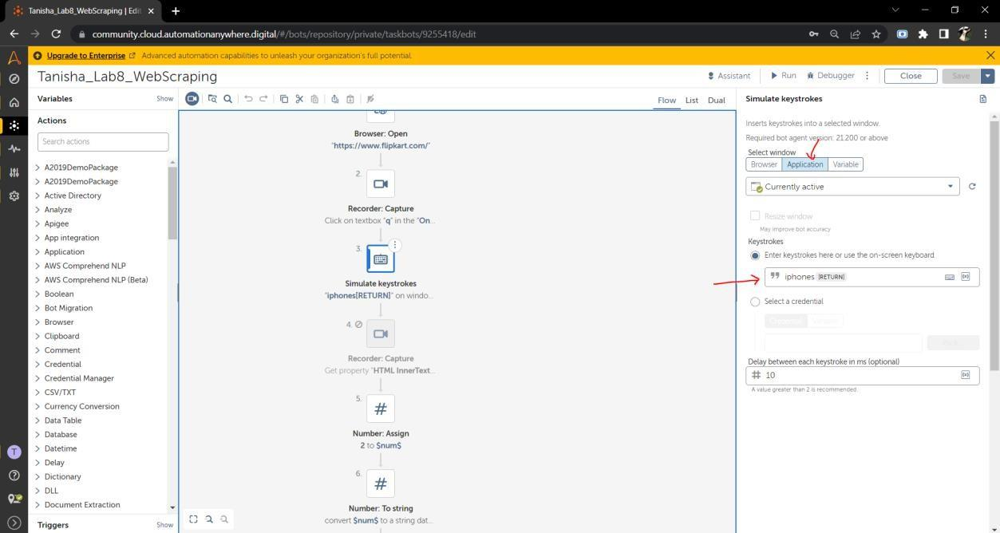 Tanisha_Lab8_WebScraping | Edit
community.cloud.automationanywhere.digital/#/bots/repository/private/taskbots/9255418/edit
Upgrade to Enterprise Advanced automation capabilities to unleash your organization's full potential.
Tanisha_Lab8_WebScraping
Assistant Run Debugger Close Save
Variables Show
Flow List Dual
Simulate keystrokes
Actions
Search actions
A2019DemoPackage
A2019DemoPackage
Active Directory
Analyze
Apigee
App integration
Application
AWS Comprehend NLP
AWS Comprehend NLP (Beta)
Boolean
Bot Migration
Browser
Clipboard
Comment
Credential
Credential Manager
CSV/TXT
Currency Conversion
Data Table
Database
Datetime
Delay
Dictionary
DLL
Document Extraction
Triggers Show
T
Browser: Open
"https://www.flipkart.com/"
2.
Recorder: Capture
Click on textbox "q" in the "On...
3.
Simulate keystrokes
"iphones[RETURN]" on windo...
4.
Recorder: Capture
Get property "HTML InnerText...
5.
#
Number: Assign
2 to $num$
6.
#
Number: To string
convert $num$ to a string dat...
Inserts keystrokes into a selected window.
Required bot agent version: 21.200 or above
Select window
Browser Application Variable
Currently active
Resize window
May improve bot accuracy
Keystrokes
Enter keystrokes here or use the on-screen keyboard
iphones [RETURN]
Select a credential
Credential Variable
Delay between each keystroke in ms (optional)
# 10
A value greater than 2 is recommended.